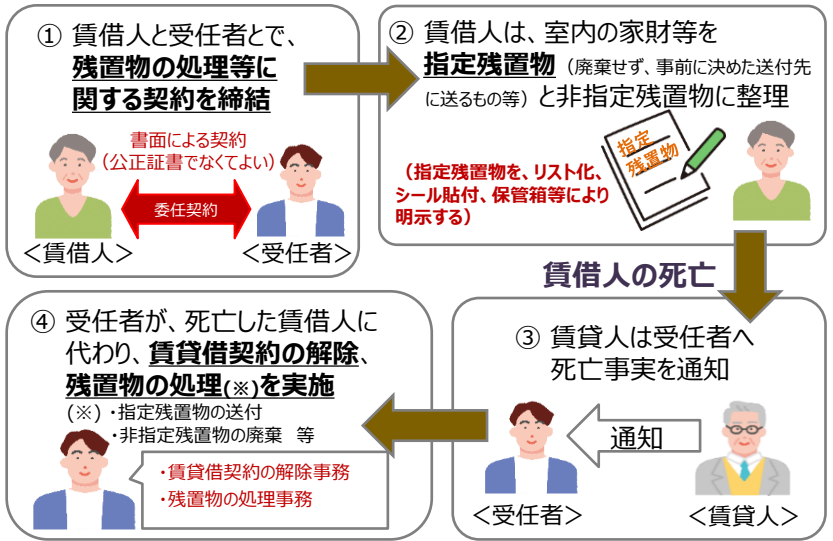 ① 賃借人と受任者とで、
残置物の処理等に
関する契約を締結
書面による契約
（公正証書でなくてよい）
委任契約
＜賃借人＞
＜受任者＞
② 賃借人は、室内の家財等を
指定残置物（廃棄せず、事前に決めた送付先
に送るもの等）と非指定残置物に整理
（指定残置物を、リスト化、
シール貼付、保管箱等により
明示する）
指定
残置物
賃借人の死亡
③ 賃貸人は受任者へ
死亡事実を通知
通知
＜受任者＞
＜賃貸人＞
④ 受任者が、死亡した賃借人に
代わり、賃貸借契約の解除、
残置物の処理(※)を実施
(※)・指定残置物の送付
・非指定残置物の廃棄 等
・賃貸借契約の解除事務
・残置物の処理事務